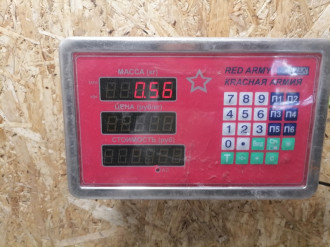 МАССА (кг)
0.56
ЦЕНА (руб/кг)
СТОИМОСТЬ (руб)
RED ARMY
КРАСНАЯ АРМИЯ
7 8 9 П1 П2
4 5 6 П3 П4
1 2 3 П5
0 П6
T